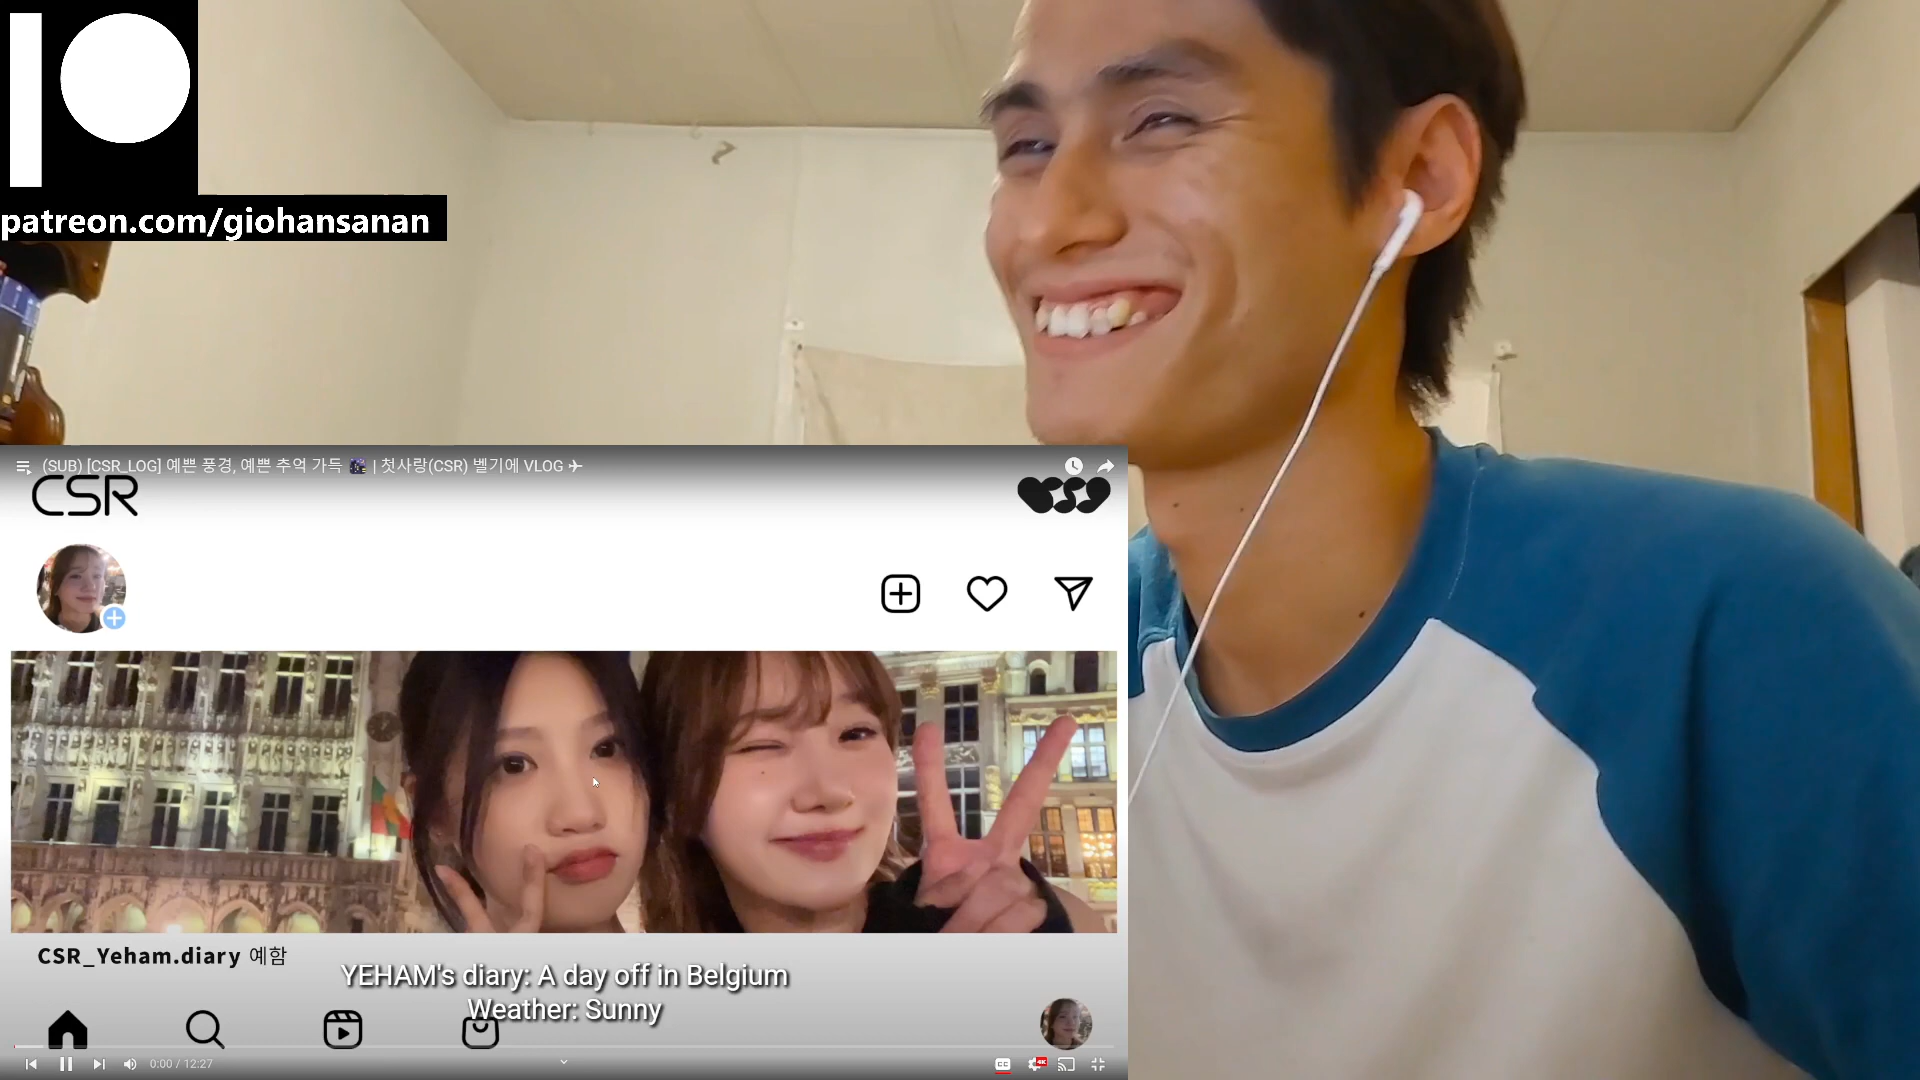 patreon.com/giohansanan
(SUB) [CSR_LOG] 예쁜 풍경, 예쁜 추억 가득 🌌 | 첫사랑(CSR) 벨기에 VLOG ✈
CSR
CSR_Yeham.diary 예함
YEHAM's diary: A day off in Belgium
Weather: Sunny
0:00 / 12:27
CC
4K